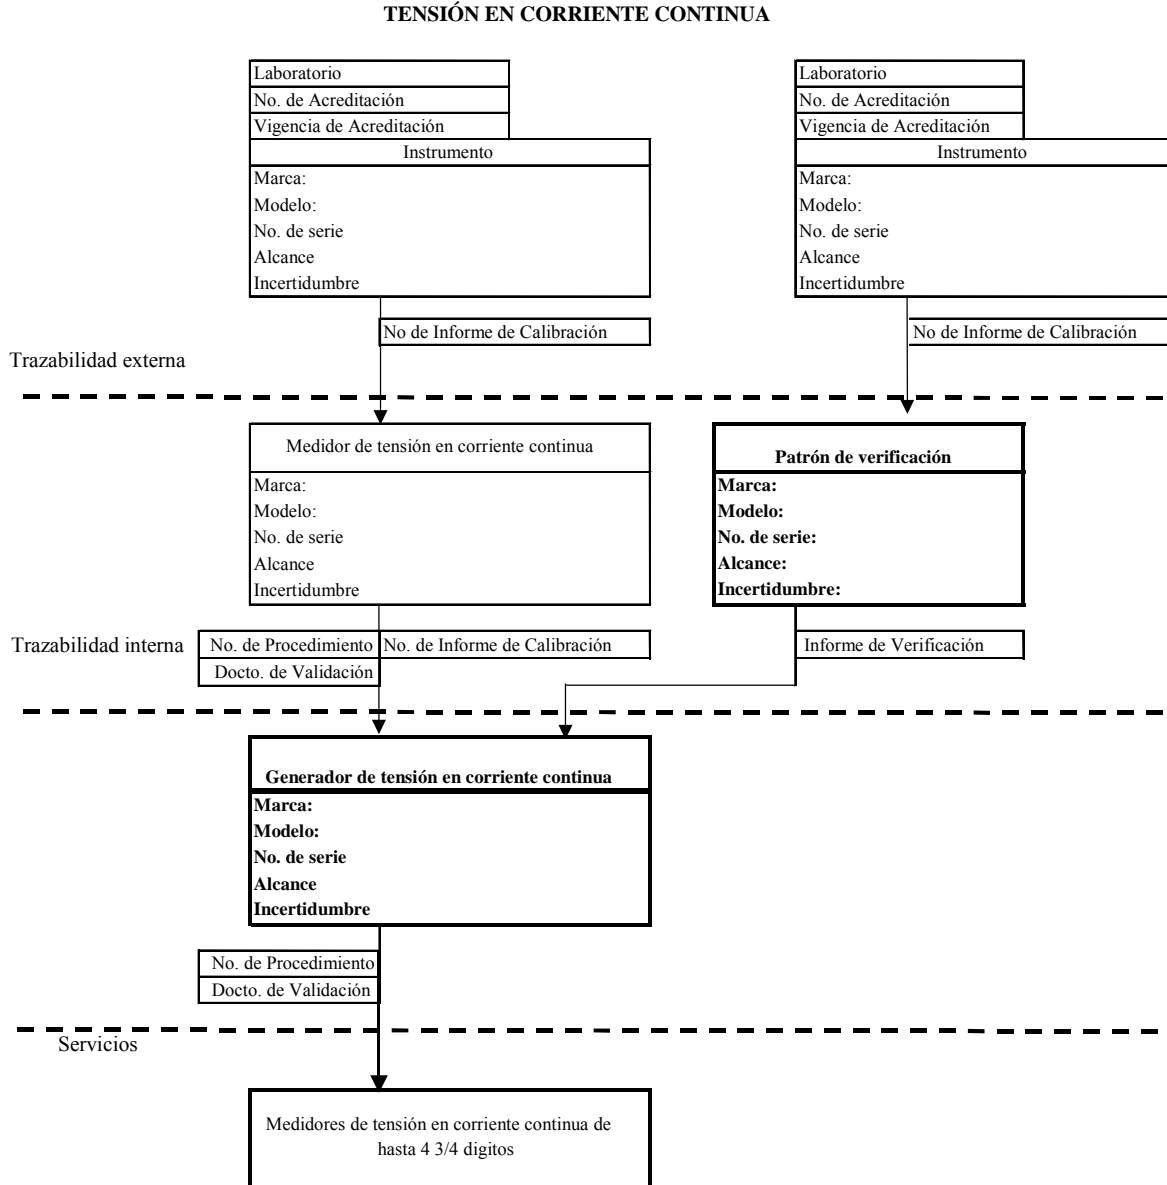 TENSIÓN EN CORRIENTE CONTINUA
Laboratorio
No. de Acreditación
Vigencia de Acreditación
Instrumento
Marca:
Modelo:
No. de serie
Alcance
Incertidumbre
No de Informe de Calibración
Laboratorio
No. de Acreditación
Vigencia de Acreditación
Instrumento
Marca:
Modelo:
No. de serie
Alcance
Incertidumbre
No de Informe de Calibración
Trazabilidad externa
Medidor de tensión en corriente continua
Marca:
Modelo:
No. de serie
Alcance
Incertidumbre
Patrón de verificación
Marca:
Modelo:
No. de serie:
Alcance:
Incertidumbre:
Trazabilidad interna
No. de Procedimiento
No. de Informe de Calibración
Docto. de Validación
Informe de Verificación
Generador de tensión en corriente continua
Marca:
Modelo:
No. de serie
Alcance
Incertidumbre
No. de Procedimiento
Docto. de Validación
Servicios
Medidores de tensión en corriente continua de
hasta 4 3/4 digitos